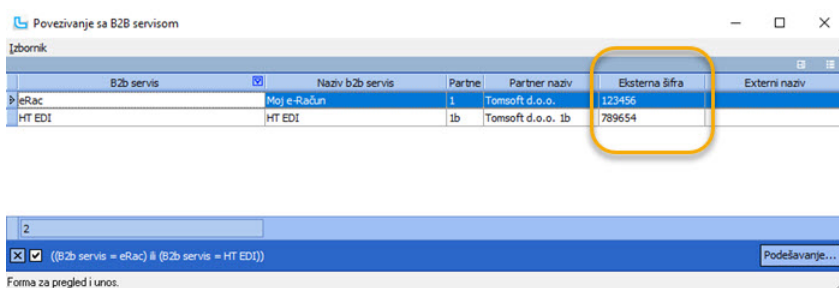 Povezivanje sa B2B servisom
Izbornik
B2b servis Naziv b2b servis Partne Partner naziv Eksterna šifra Externi naziv
eRac Moj e-Račun 1 Tomsoft d.o.o. 123456
HT EDI HT EDI 1b Tomsoft d.o.o. 1b 789654
2
((B2b servis = eRac) ili (B2b servis = HT EDI)) Podešavanje...
Forma za pregled i unos.